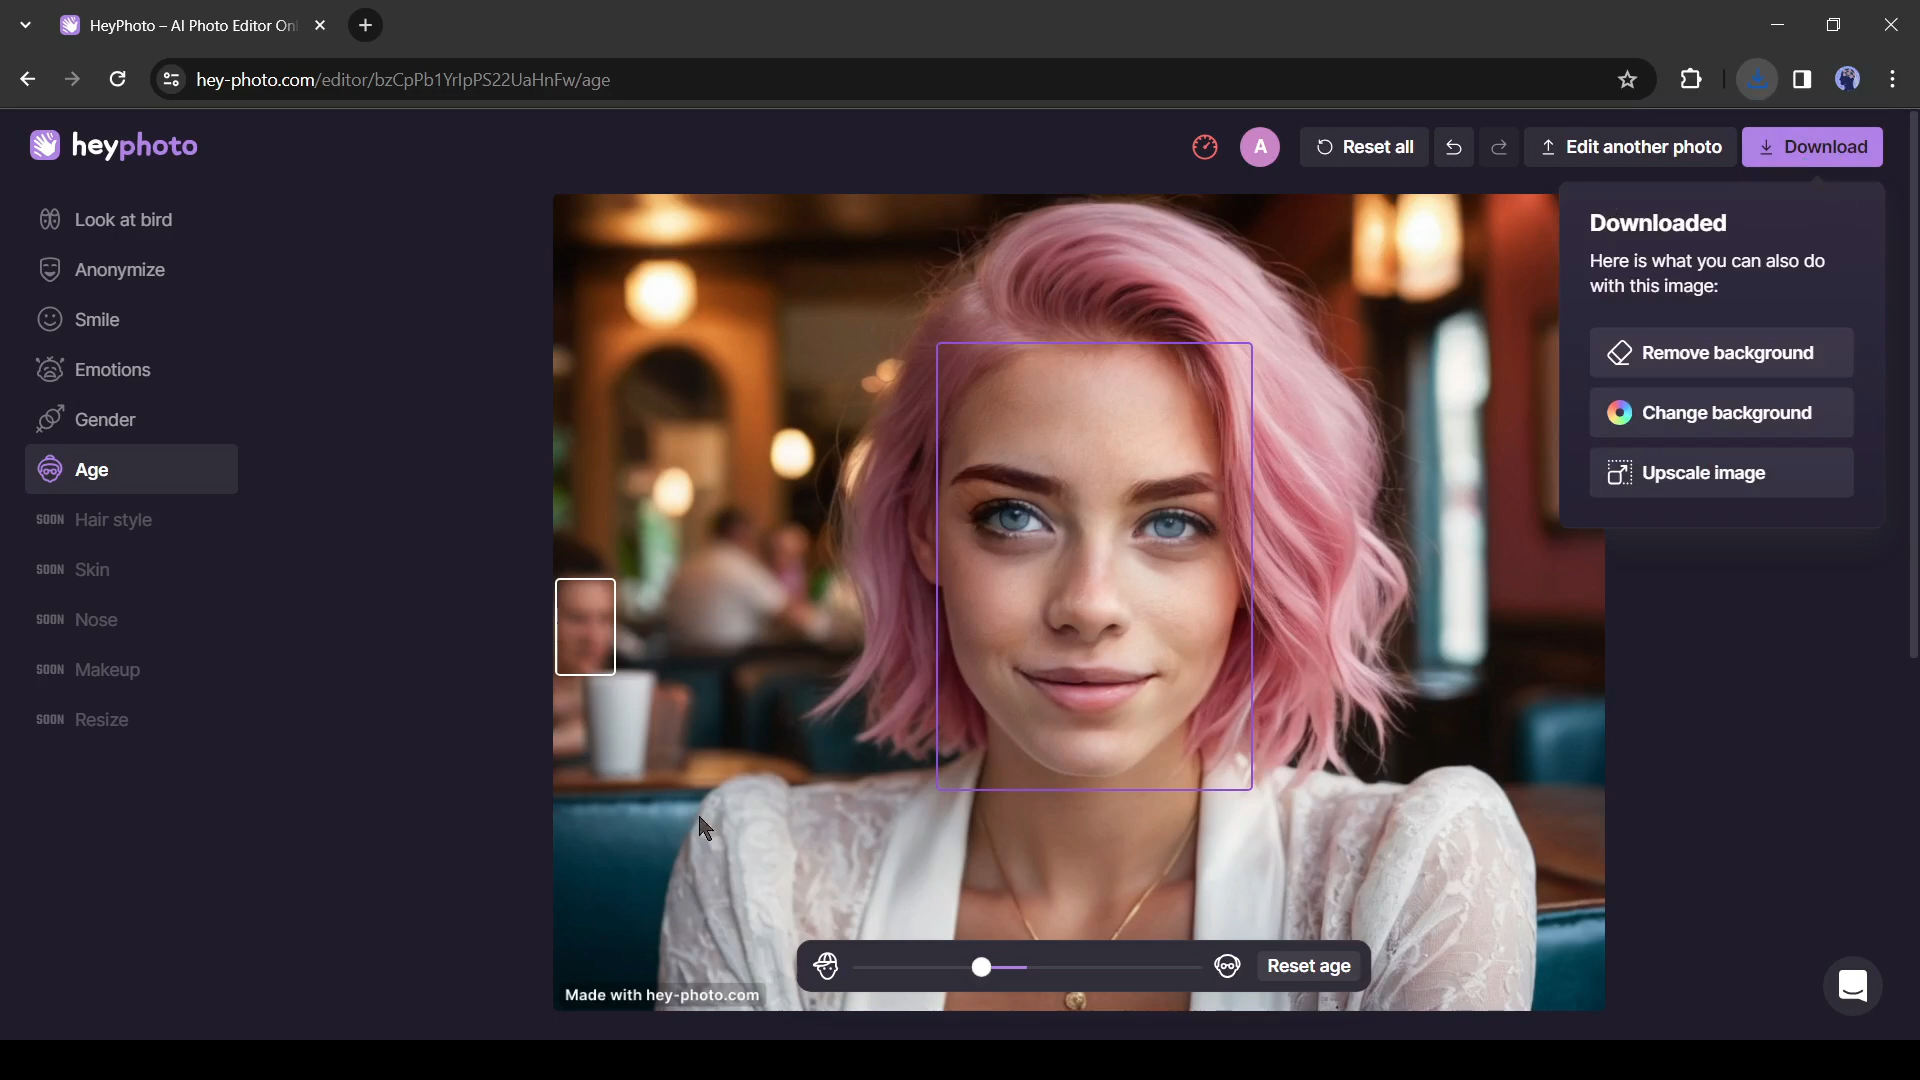 HeyPhoto – AI Photo Editor Onl
hey-photo.com/editor/bzCpPb1YrIpPS22UaHnFw/age
heyphoto
A
Reset all
Edit another photo
Download
Look at bird
Anonymize
Smile
Emotions
Gender
Age
SOON Hair style
SOON Skin
SOON Nose
SOON Makeup
SOON Resize
Downloaded
Here is what you can also do
with this image:
Remove background
Change background
Upscale image
Reset age
Made with hey-photo.com